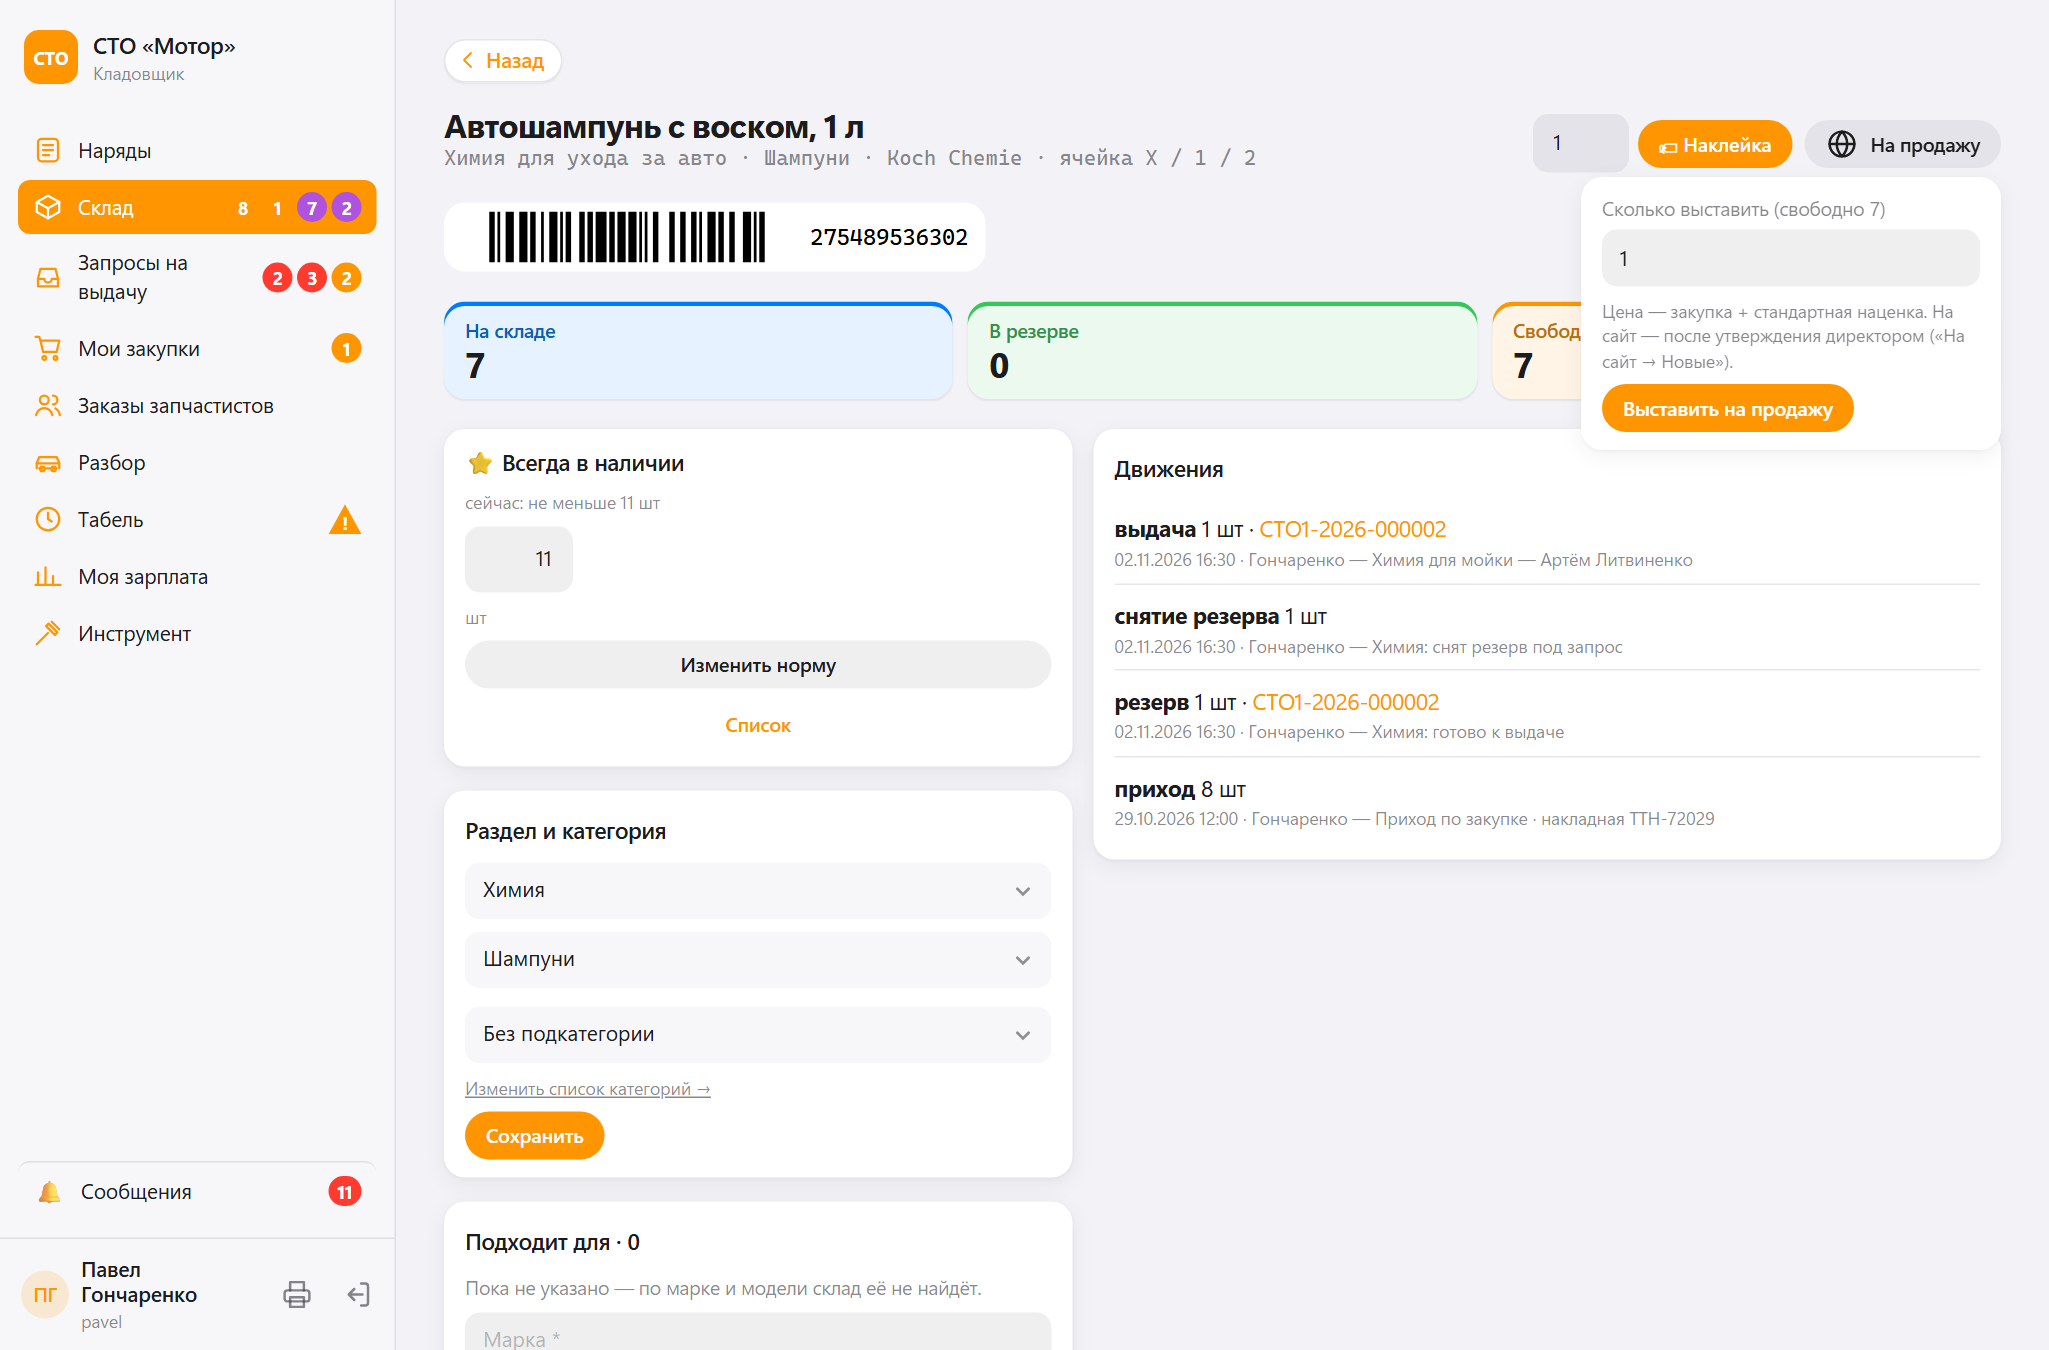 СТО
СТО «Мотор»
Кладовщик
Наряды
Склад 8 1 7 2
Запросы на выдачу 2 3 2
Мои закупки 1
Заказы запчастистов
Разбор
Табель
Моя зарплата
Инструмент
Сообщения 11
ПГ
Павел
Гончаренко
pavel
Назад
Автошампунь с воском, 1 л
Химия для ухода за авто · Шампуни · Koch Chemie · ячейка X / 1 / 2
1
Наклейка
На продажу
275489536302
Сколько выставить (свободно 7)
1
Цена — закупка + стандартная наценка. На
сайт — после утверждения директором («На
сайт → Новые»).
Выставить на продажу
На складе
7
В резерве
0
Свобод
7
Всегда в наличии
сейчас: не меньше 11 шт
11
шт
Изменить норму
Список
Раздел и категория
Химия
Шампуни
Без подкатегории
Изменить список категорий →
Сохранить
Подходит для · 0
Пока не указано — по марке и модели склад её не найдёт.
Марка *
Движения
выдача 1 шт · СТО1-2026-000002
02.11.2026 16:30 · Гончаренко — Химия для мойки — Артём Литвиненко
снятие резерва 1 шт
02.11.2026 16:30 · Гончаренко — Химия: снят резерв под запрос
резерв 1 шт · СТО1-2026-000002
02.11.2026 16:30 · Гончаренко — Химия: готово к выдаче
приход 8 шт
29.10.2026 12:00 · Гончаренко — Приход по закупке · накладная ТТН-72029